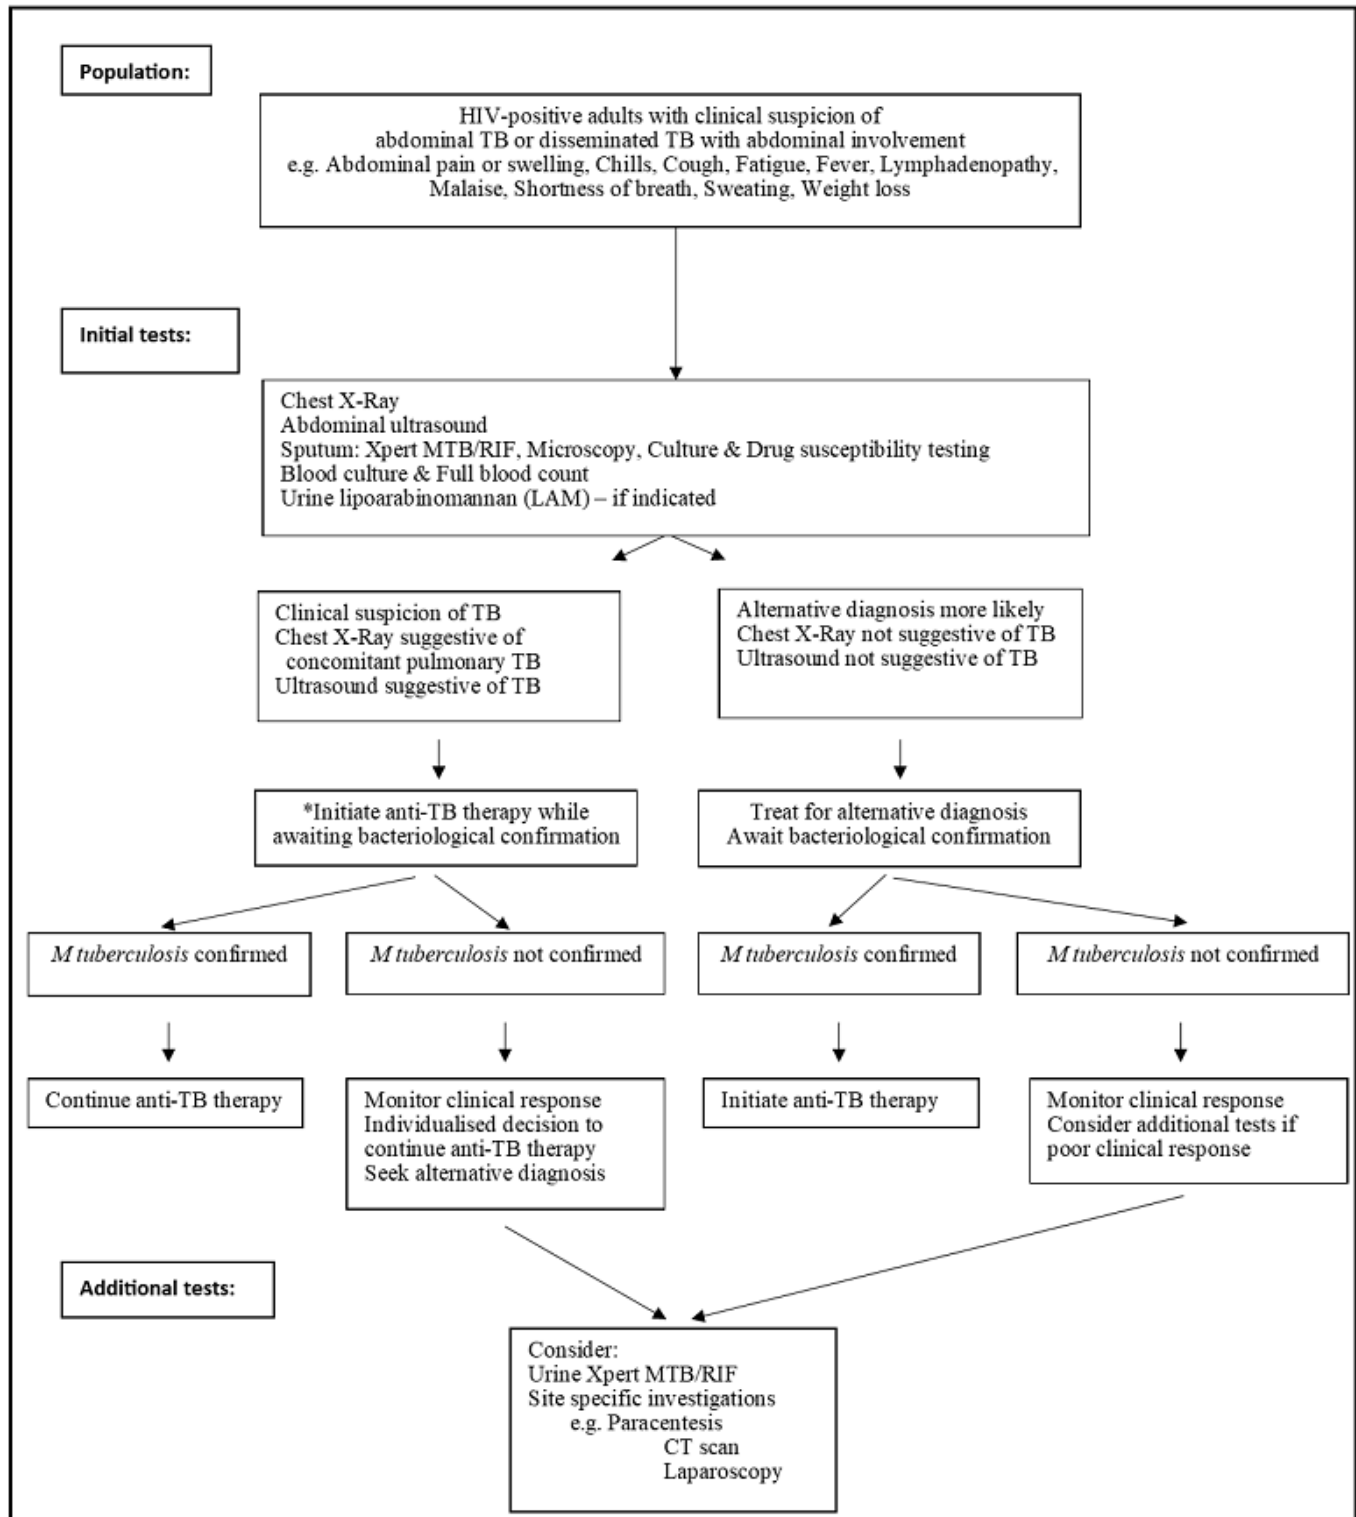 Population:
HIV-positive adults with clinical suspicion of
abdominal TB or disseminated TB with abdominal involvement
e.g. Abdominal pain or swelling, Chills, Cough, Fatigue, Fever, Lymphadenopathy,
Malaise, Shortness of breath, Sweating, Weight loss
Initial tests:
Chest X-Ray
Abdominal ultrasound
Sputum: Xpert MTB/RIF, Microscopy, Culture & Drug susceptibility testing
Blood culture & Full blood count
Urine lipoarabinomannan (LAM) – if indicated
Clinical suspicion of TB
Chest X-Ray suggestive of
concomitant pulmonary TB
Ultrasound suggestive of TB
Alternative diagnosis more likely
Chest X-Ray not suggestive of TB
Ultrasound not suggestive of TB
*Initiate anti-TB therapy while
awaiting bacteriological confirmation
Treat for alternative diagnosis
Await bacteriological confirmation
M tuberculosis confirmed
M tuberculosis not confirmed
M tuberculosis confirmed
M tuberculosis not confirmed
Continue anti-TB therapy
Monitor clinical response
Individualised decision to
continue anti-TB therapy
Seek alternative diagnosis
Initiate anti-TB therapy
Monitor clinical response
Consider additional tests if
poor clinical response
Additional tests:
Consider:
Urine Xpert MTB/RIF
Site specific investigations
e.g. Paracentesis
CT scan
Laparoscopy